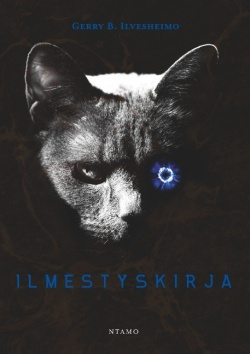 Gerry B. Ilvesheimo
ILMESTYSKIRJA
NTAMO